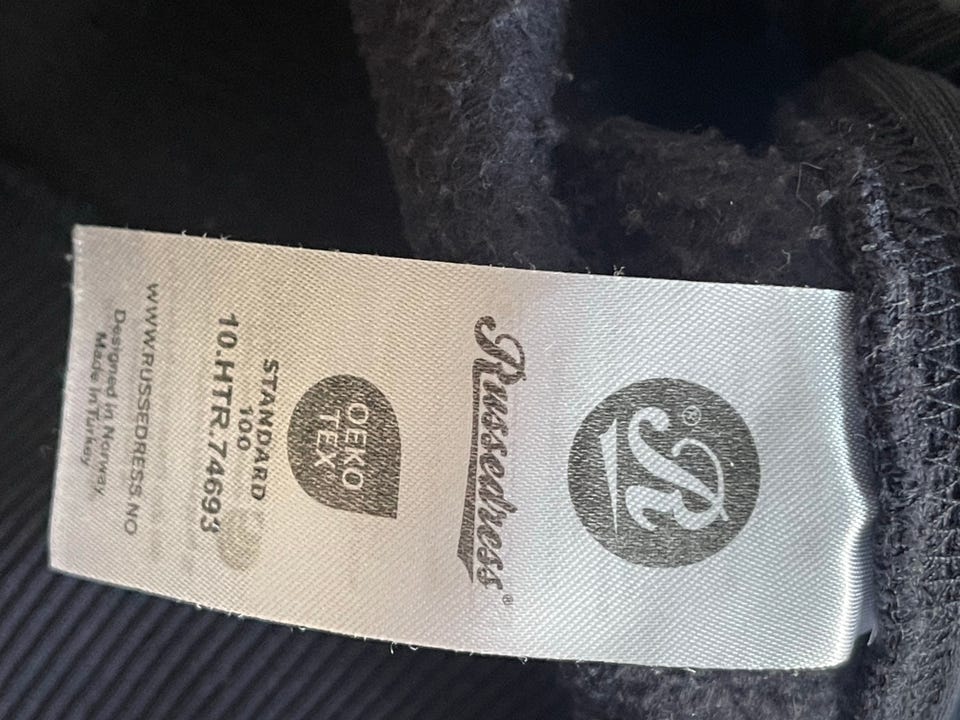 R®
Russedress®
OEKO
TEX
STANDARD
100
10.HTR.74693
WWW.RUSSEDRESS.NO
Designed in Norway,
Made in Turkey